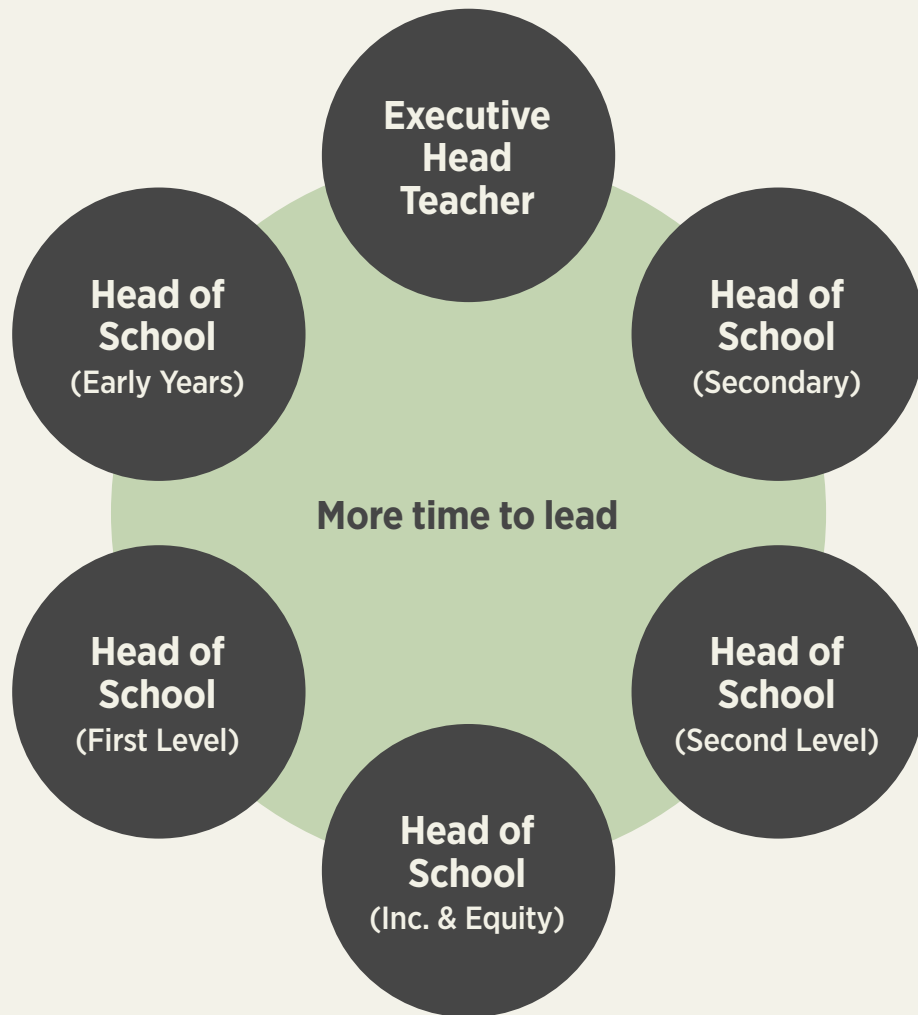 Executive
Head
Teacher
Head of
School
(Early Years)
Head of
School
(Secondary)
More time to lead
Head of
School
(First Level)
Head of
School
(Second Level)
Head of
School
(Inc. & Equity)